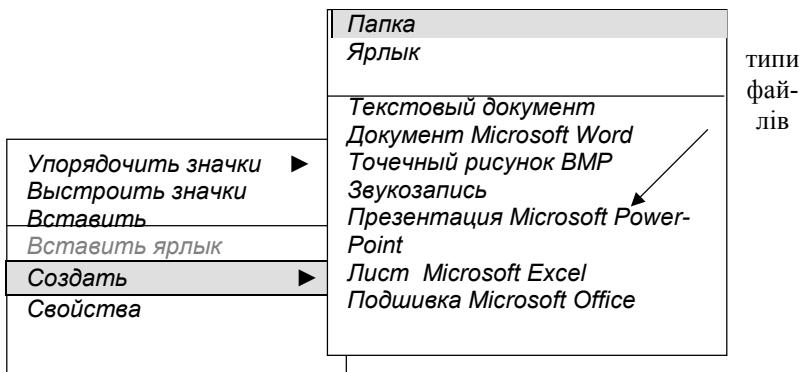 Упорядочить значки ►
Выстроить значки
Вставить
Вставить ярлык
Создать ►
Свойства
Папка
Ярлык
Текстовый документ
Документ Microsoft Word
Точечный рисунок BMP
Звукозапись
Презентация Microsoft Power-
Point
Лист Microsoft Excel
Подшивка Microsoft Office
типи
фай-
лів